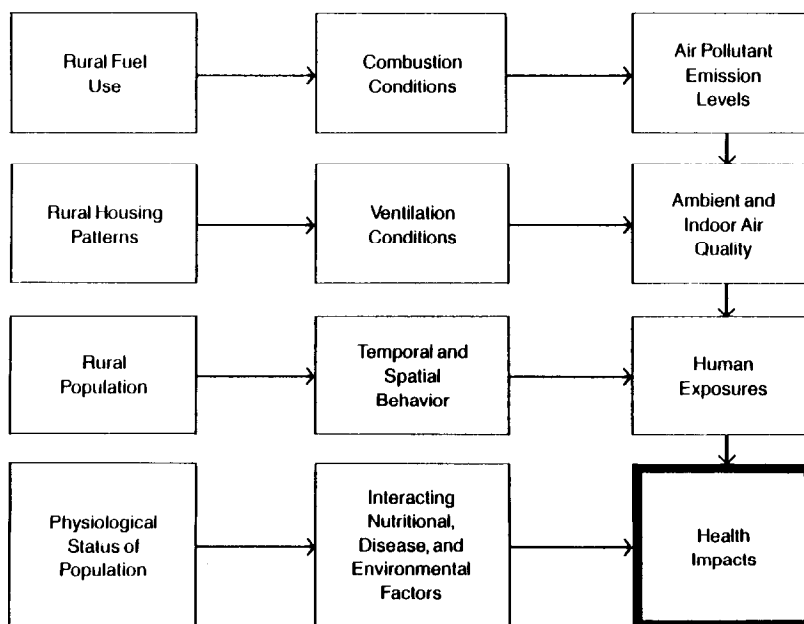 Rural Fuel
Use
Combustion
Conditions
Air Pollutant
Emission
Levels
Rural Housing
Patterns
Ventilation
Conditions
Ambient and
Indoor Air
Quality
Rural
Population
Temporal and
Spatial
Behavior
Human
Exposures
Physiological
Status of
Population
Interacting
Nutritional,
Disease, and
Environmental
Factors
Health
Impacts